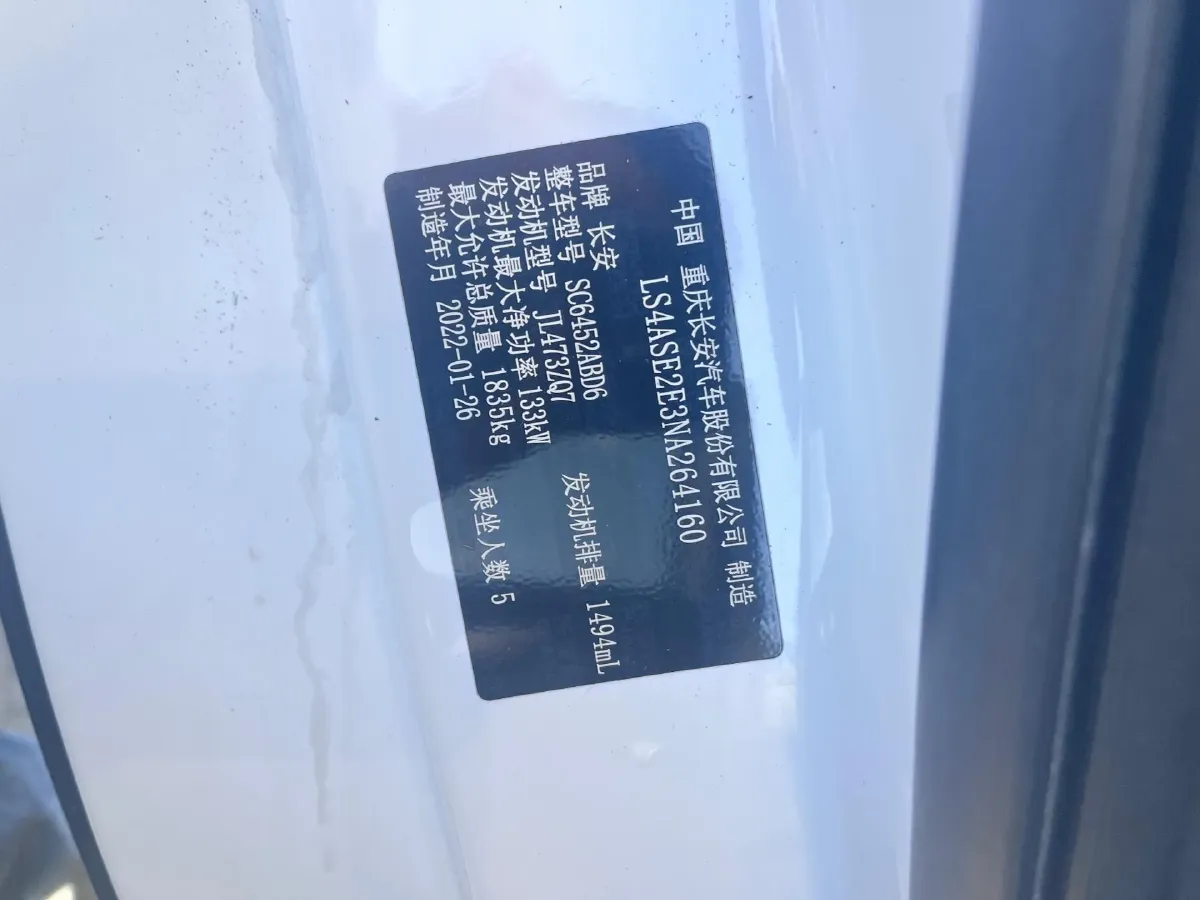 中国 重庆长安汽车股份有限公司 制造
LS4ASE2E3NA264160
品牌 长安
整车型号 SC6452ABD6
发动机型号 JL473ZQ7 发动机排量 1494mL
发动机最大净功率 133kW
最大允许总质量 1835kg 乘坐人数 5
制造年月 2022-01-26